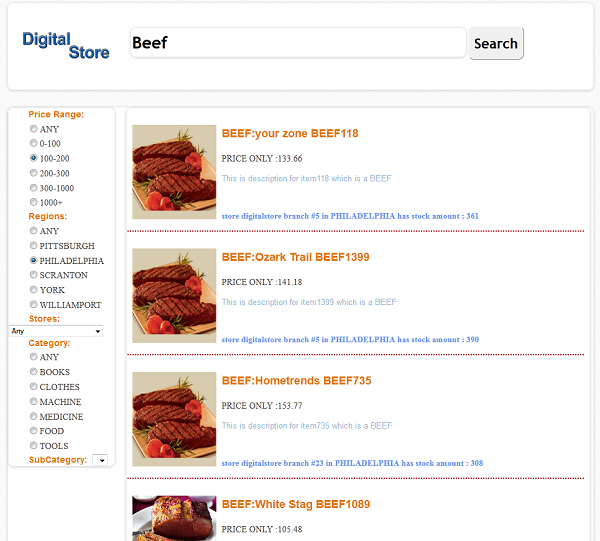 Digital
Store
Beef
Search
Price Range:
ANY
0-100
100-200
200-300
300-1000
1000+
Regions:
ANY
PITTSBURGH
PHILADELPHIA
SCRANTON
YORK
WILLIAMPORT
Stores:
Any
Category:
ANY
BOOKS
CLOTHES
MACHINE
MEDICINE
FOOD
TOOLS
SubCategory:
BEEF:your zone BEEF118
PRICE ONLY :133.66
This is description for item118 which is a BEEF
store digitalstore branch #5 in PHILADELPHIA has stock amount : 361
BEEF:Ozark Trail BEEF1399
PRICE ONLY :141.18
This is description for item1399 which is a BEEF
store digitalstore branch #5 in PHILADELPHIA has stock amount : 390
BEEF:Hometrends BEEF735
PRICE ONLY :153.77
This is description for item735 which is a BEEF
store digitalstore branch #23 in PHILADELPHIA has stock amount : 308
BEEF:White Stag BEEF1089
PRICE ONLY :105.48